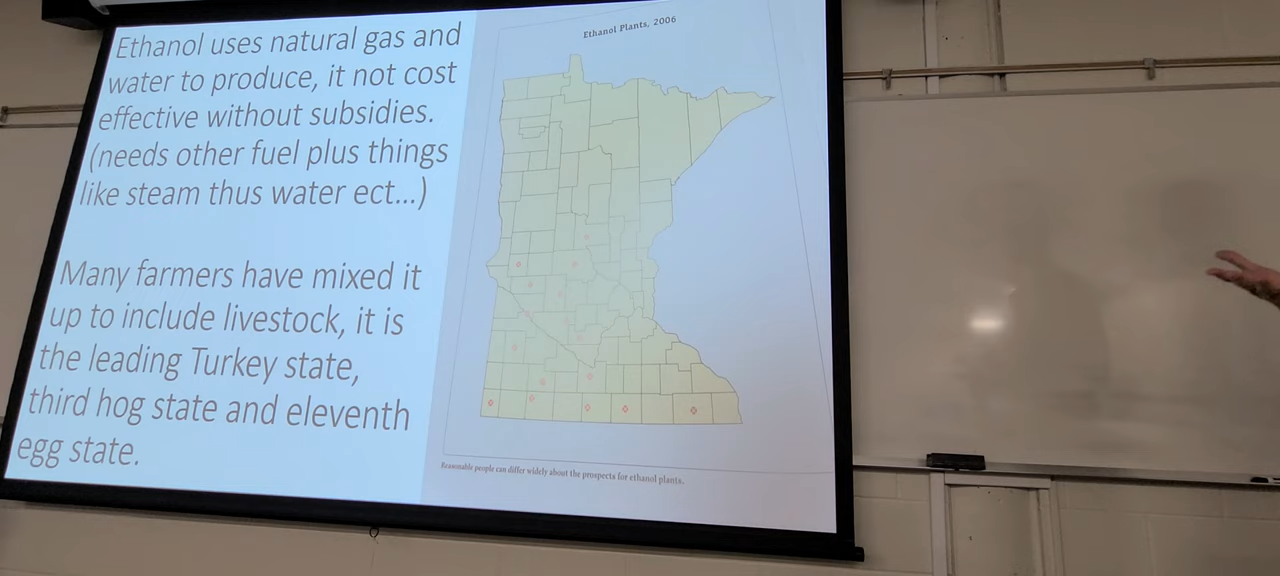 Ethanol uses natural gas and
water to produce, it not cost
effective without subsidies.
(needs other fuel plus things
like steam thus water ect...)
Many farmers have mixed it
up to include livestock, it is
the leading Turkey state,
third hog state and eleventh
egg state.
Ethanol Plants, 2006
Reasonable people can differ widely about the prospects for ethanol plants.